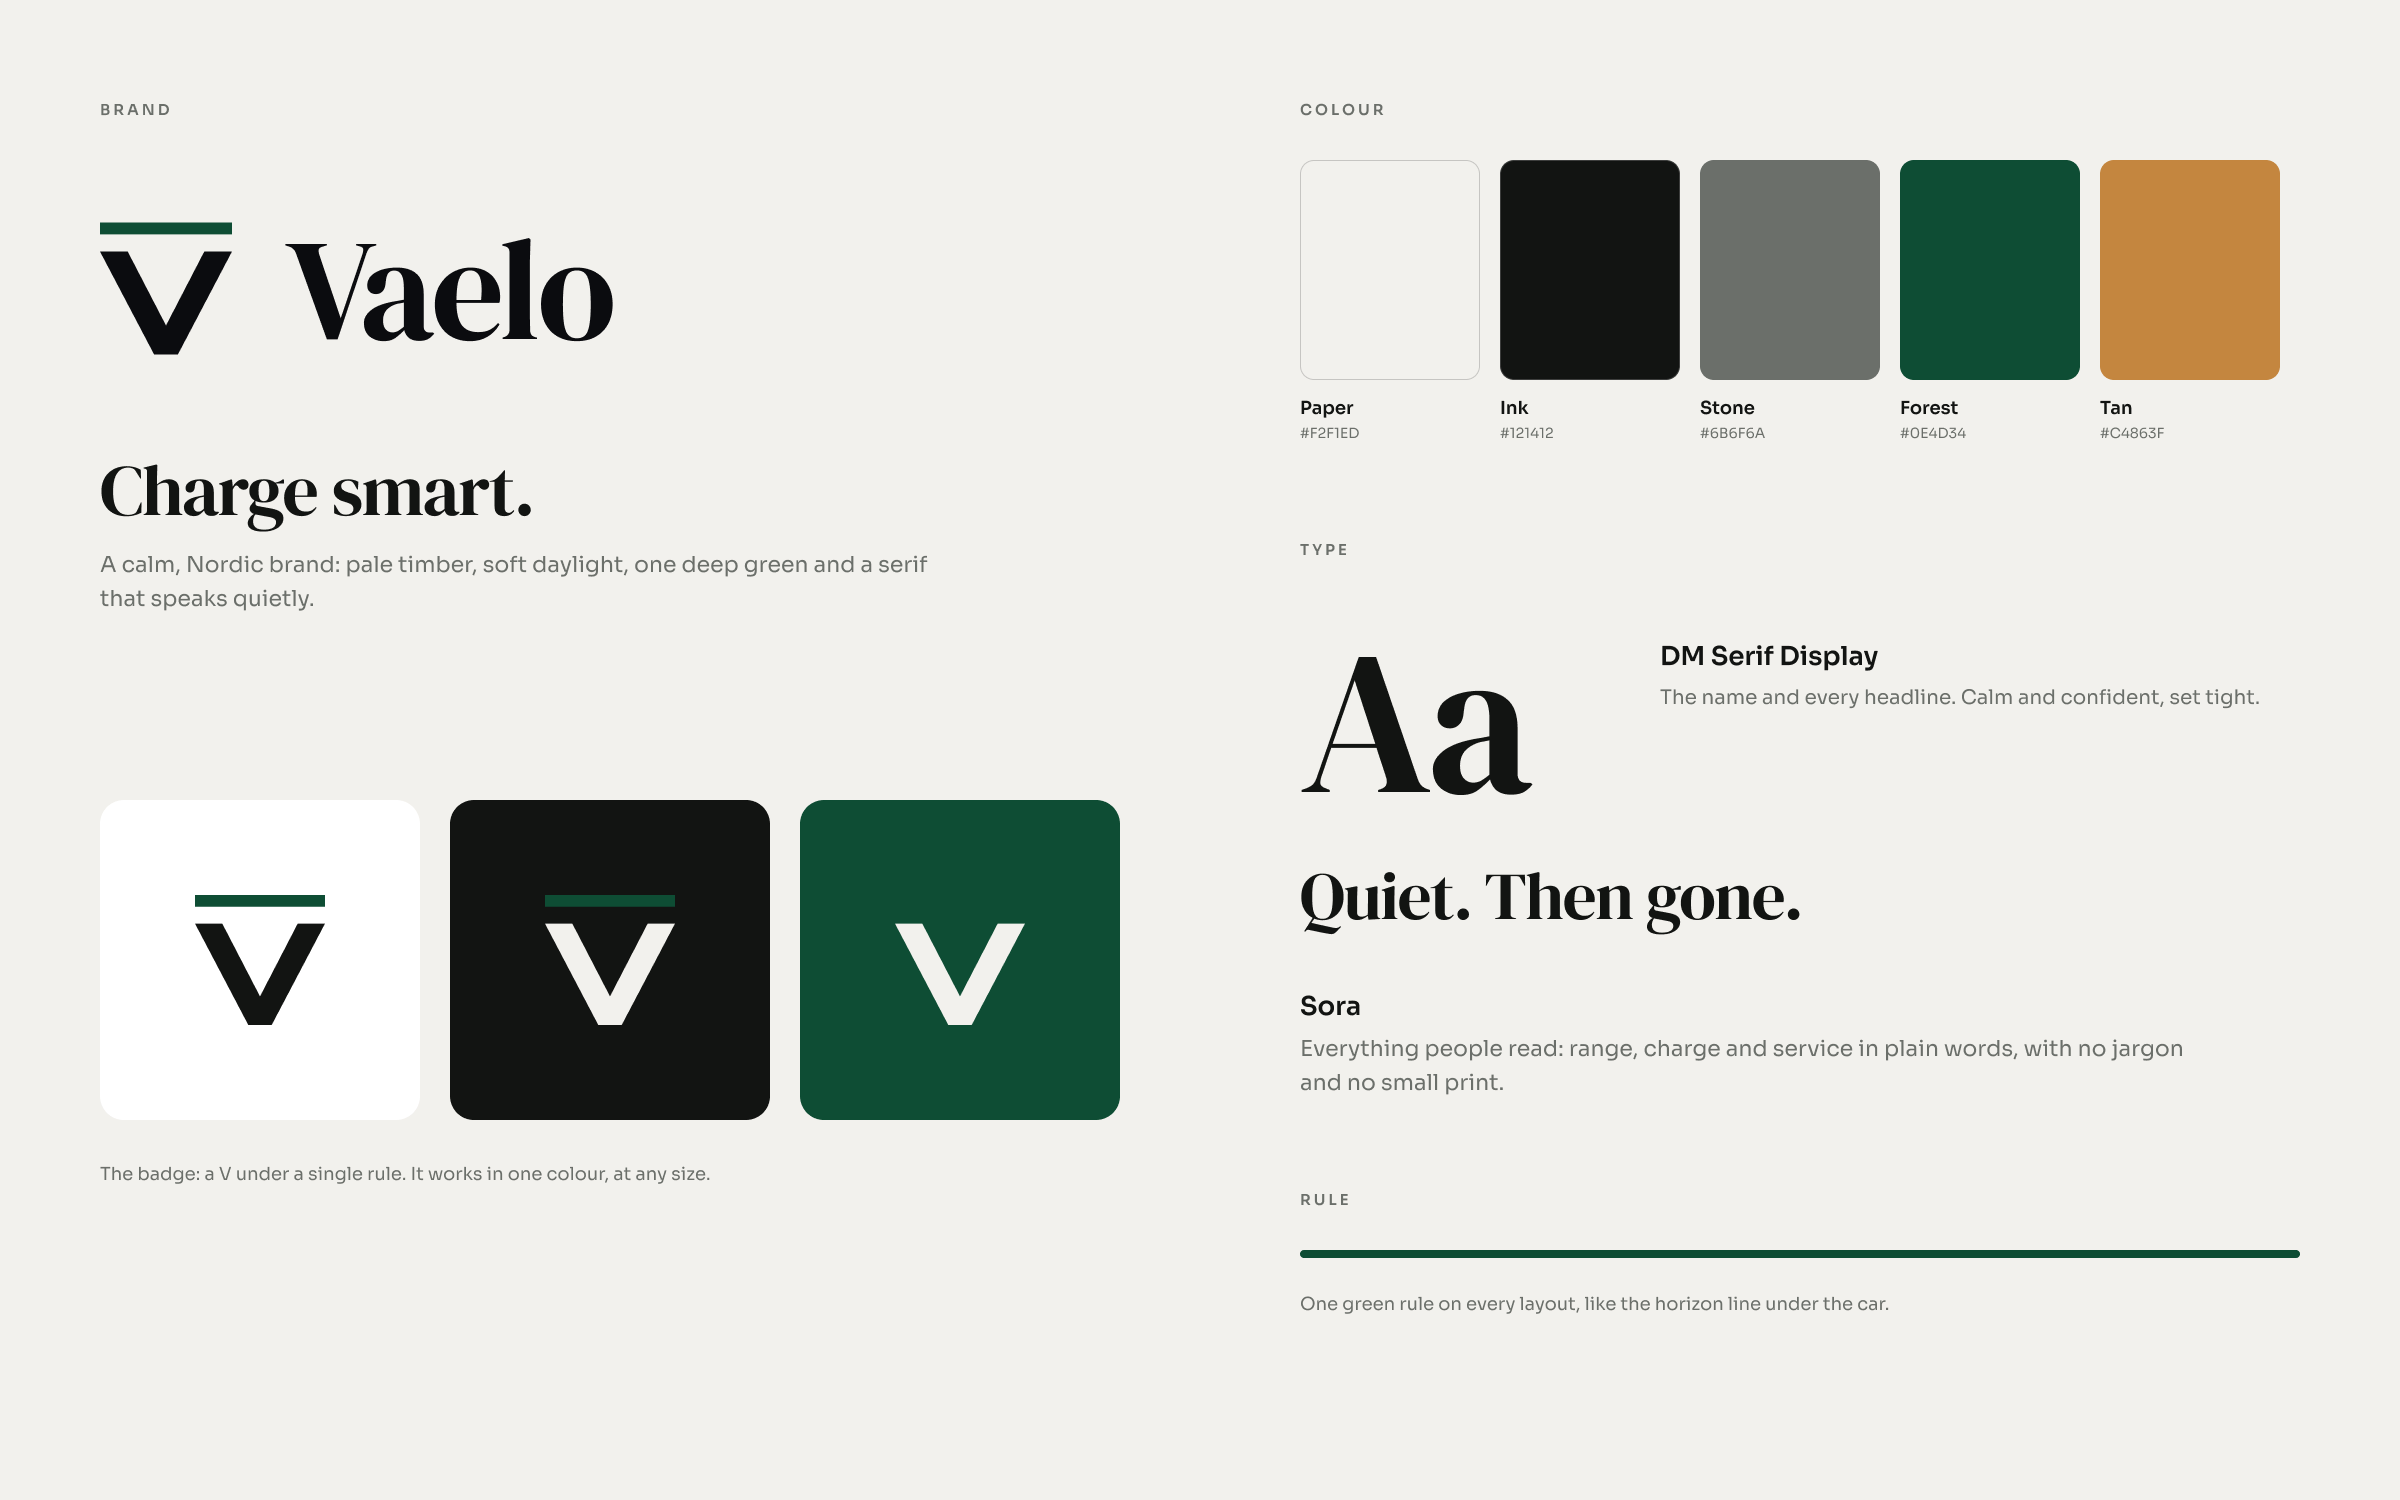 BRAND
V Vaelo
Charge smart.
A calm, Nordic brand: pale timber, soft daylight, one deep green and a serif
that speaks quietly.
V V V
The badge: a V under a single rule. It works in one colour, at any size.
COLOUR
Paper Ink Stone Forest Tan
#F2F1ED #121412 #6B6F6A #0E4D34 #C4863F
TYPE
Aa
DM Serif Display
The name and every headline. Calm and confident, set tight.
Quiet. Then gone.
Sora
Everything people read: range, charge and service in plain words, with no jargon
and no small print.
RULE
One green rule on every layout, like the horizon line under the car.